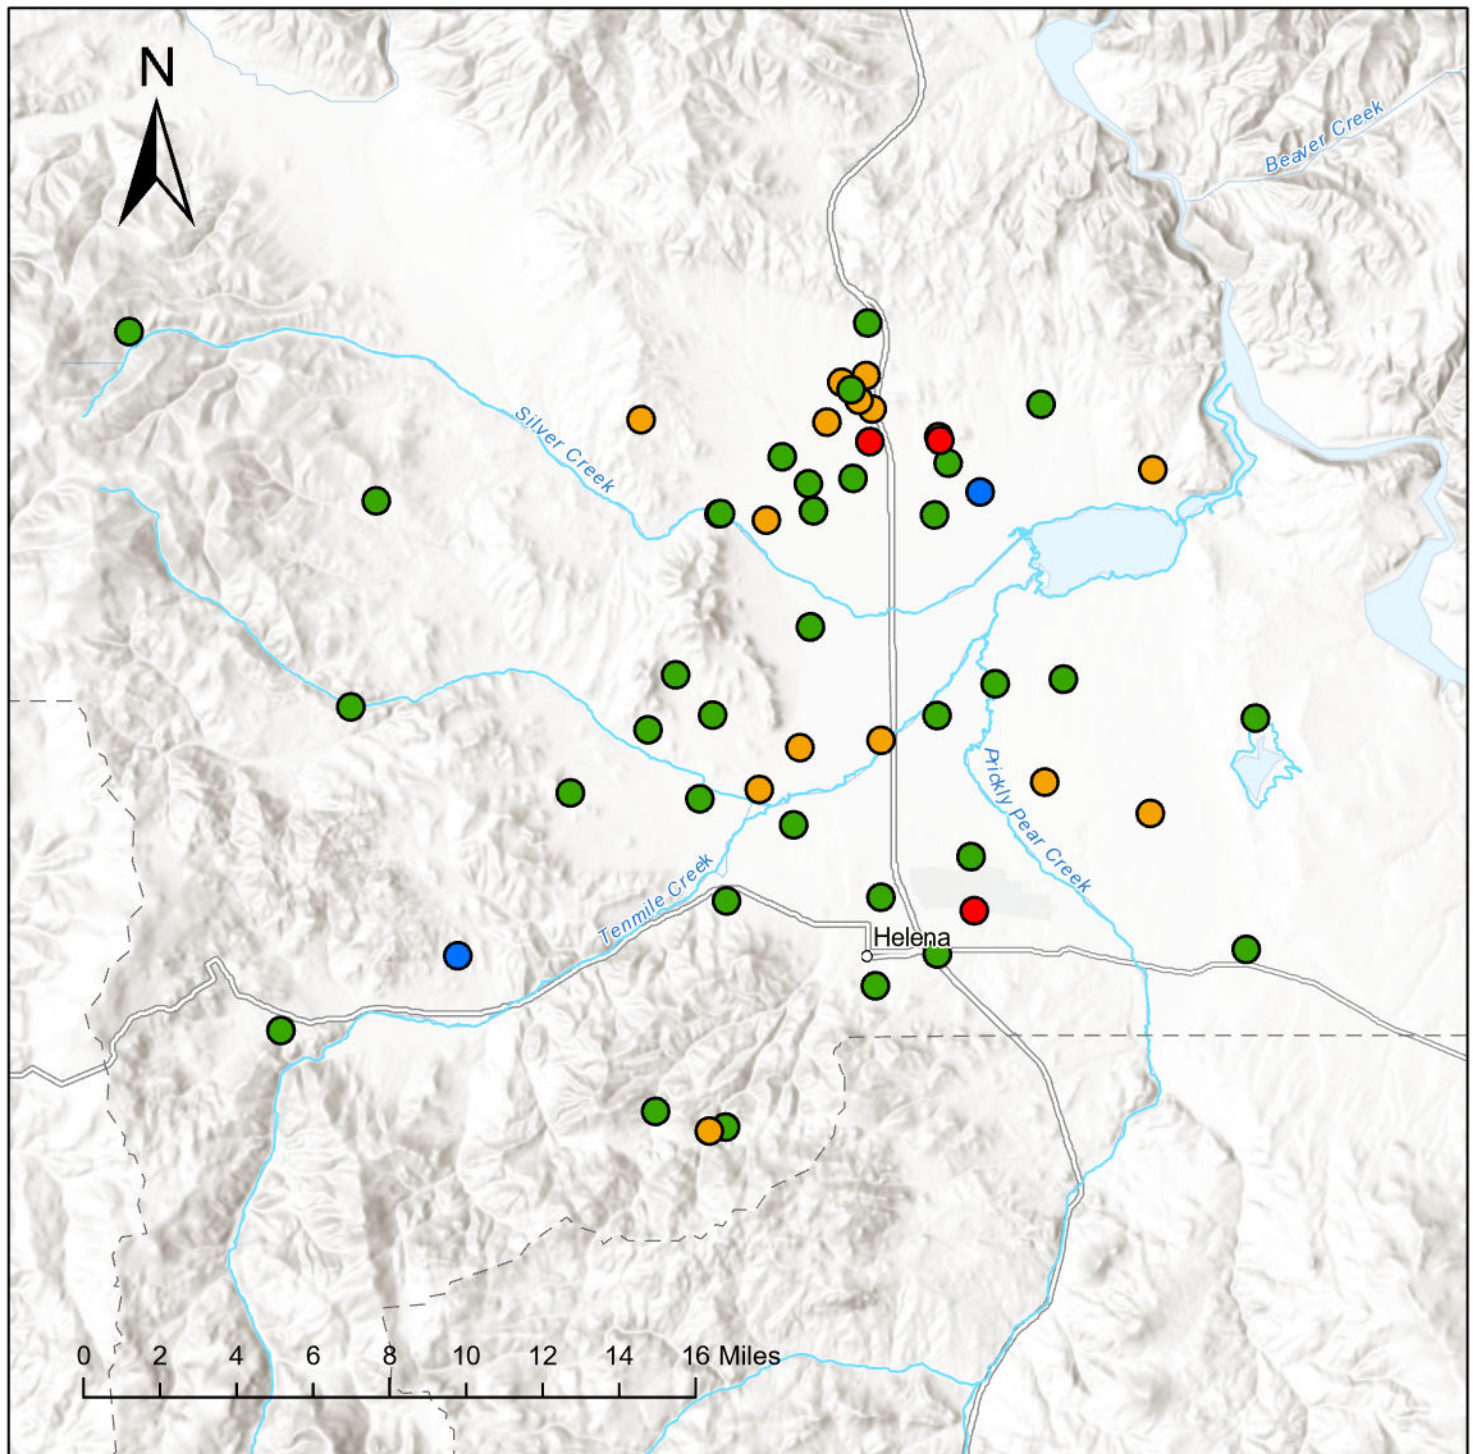 N
Beaver Creek
Silver Creek
Prickly Pear Creek
Tenmile Creek
Helena
0 2 4 6 8 10 12 14 16 Miles